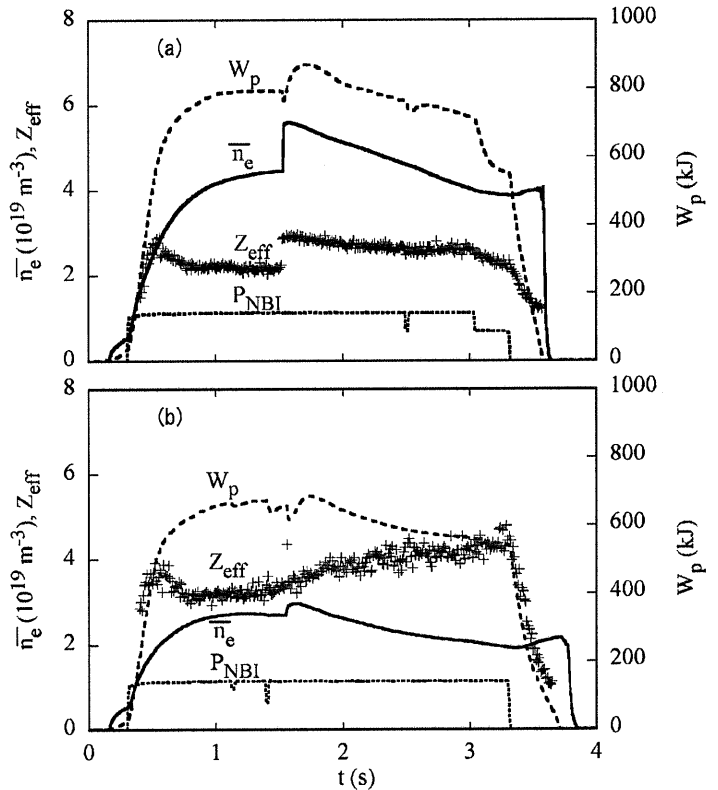 8
1000
(a)
W_p
800
6
n̅_e
600
4
Z_eff
400
2
P_NBI
200
0
0
n̅_e (10^19 m^-3), Z_eff
W_p (kJ)
8
1000
(b)
W_p
800
6
600
Z_eff
4
400
n̅_e
2
P_NBI
200
0
0
n̅_e (10^19 m^-3), Z_eff
W_p (kJ)
0 1 2 3 4
t (s)